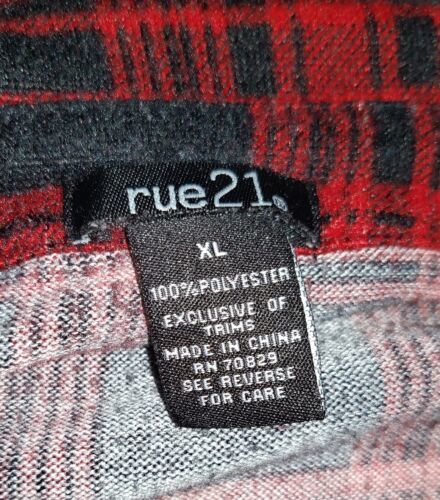 rue21®
XL
100% POLYESTER
EXCLUSIVE OF
TRIMS
MADE IN CHINA
RN 70829
SEE REVERSE
FOR CARE